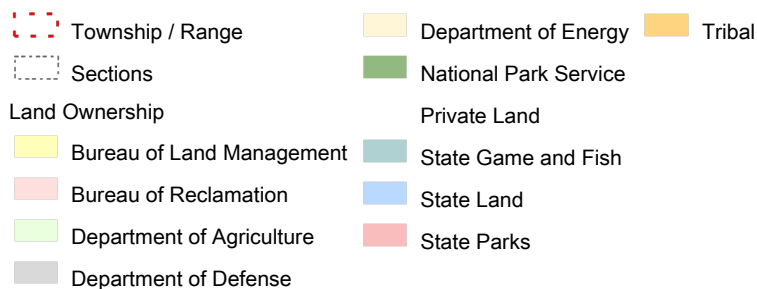 Township / Range
Sections
Land Ownership
Bureau of Land Management
Bureau of Reclamation
Department of Agriculture
Department of Defense
Department of Energy
National Park Service
Private Land
State Game and Fish
State Land
State Parks
Tribal